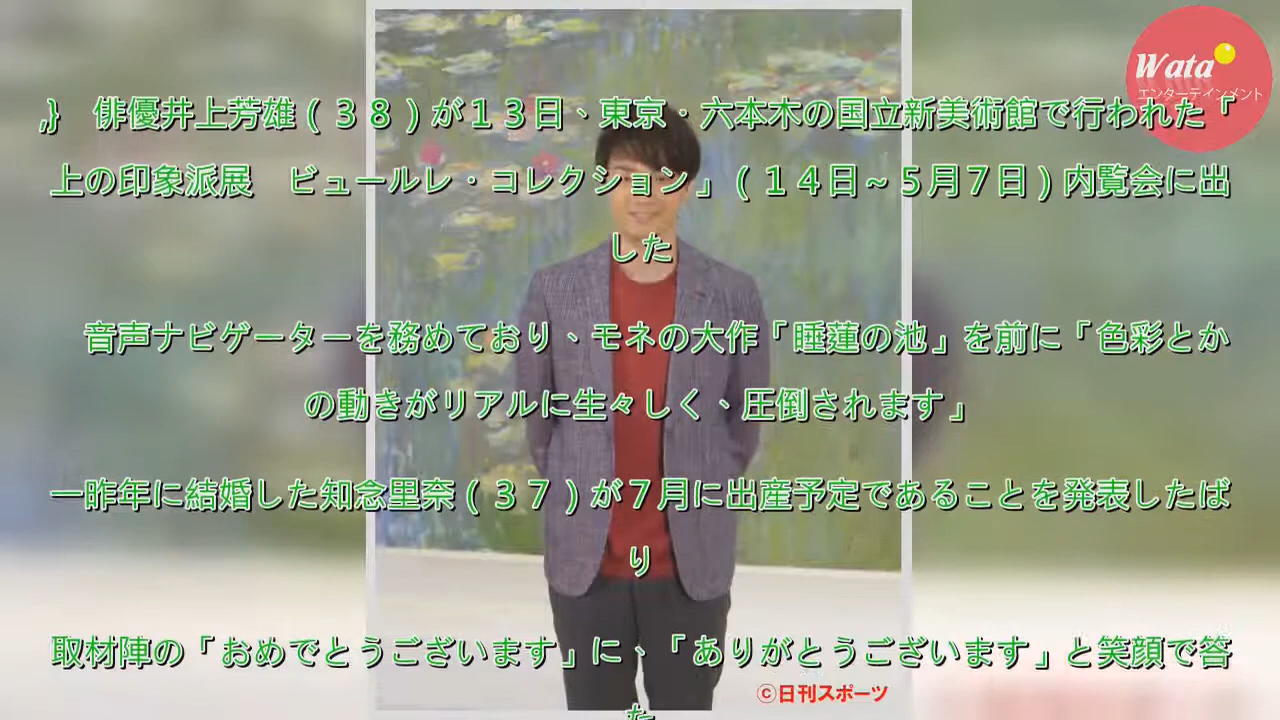 Wata
エンターテインメント
,}　俳優井上芳雄(３８)が１３日、東京・六本木の国立新美術館で行われた「
上の印象派展　ビュールレ・コレクション」(１４日～５月７日)内覧会に出
した
音声ナビゲーターを務めており、モネの大作「睡蓮の池」を前に「色彩とか
の動きがリアルに生々しく、圧倒されます」
一昨年に結婚した知念里奈(３７)が７月に出産予定であることを発表したば
り
取材陣の「おめでとうございます」に、「ありがとうございます」と笑顔で答
た
©日刊スポーツ